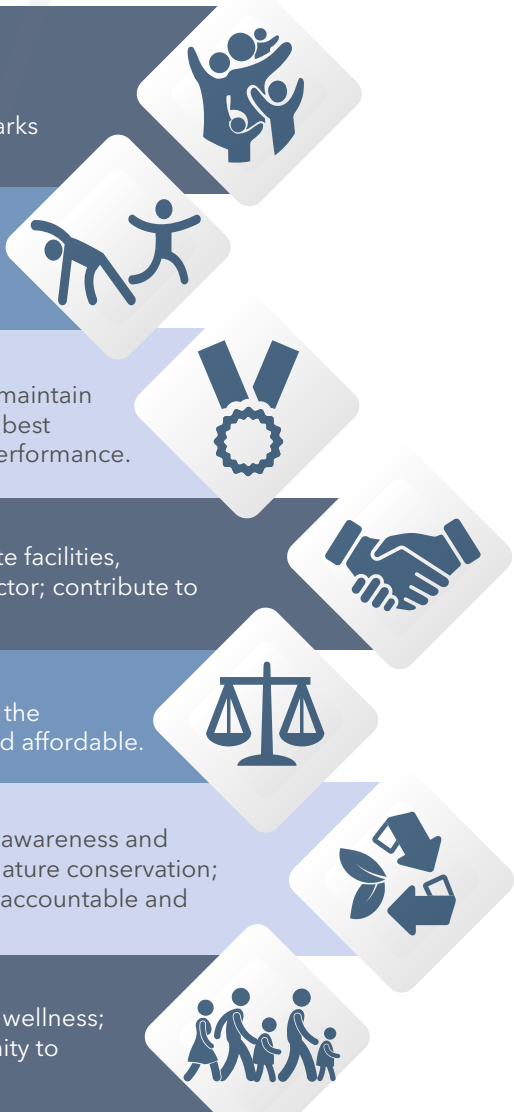 arks
maintain
best
erformance.
te facilities,
ctor; contribute to
the
d affordable.
awareness and
ature conservation;
accountable and
wellness;
nity to